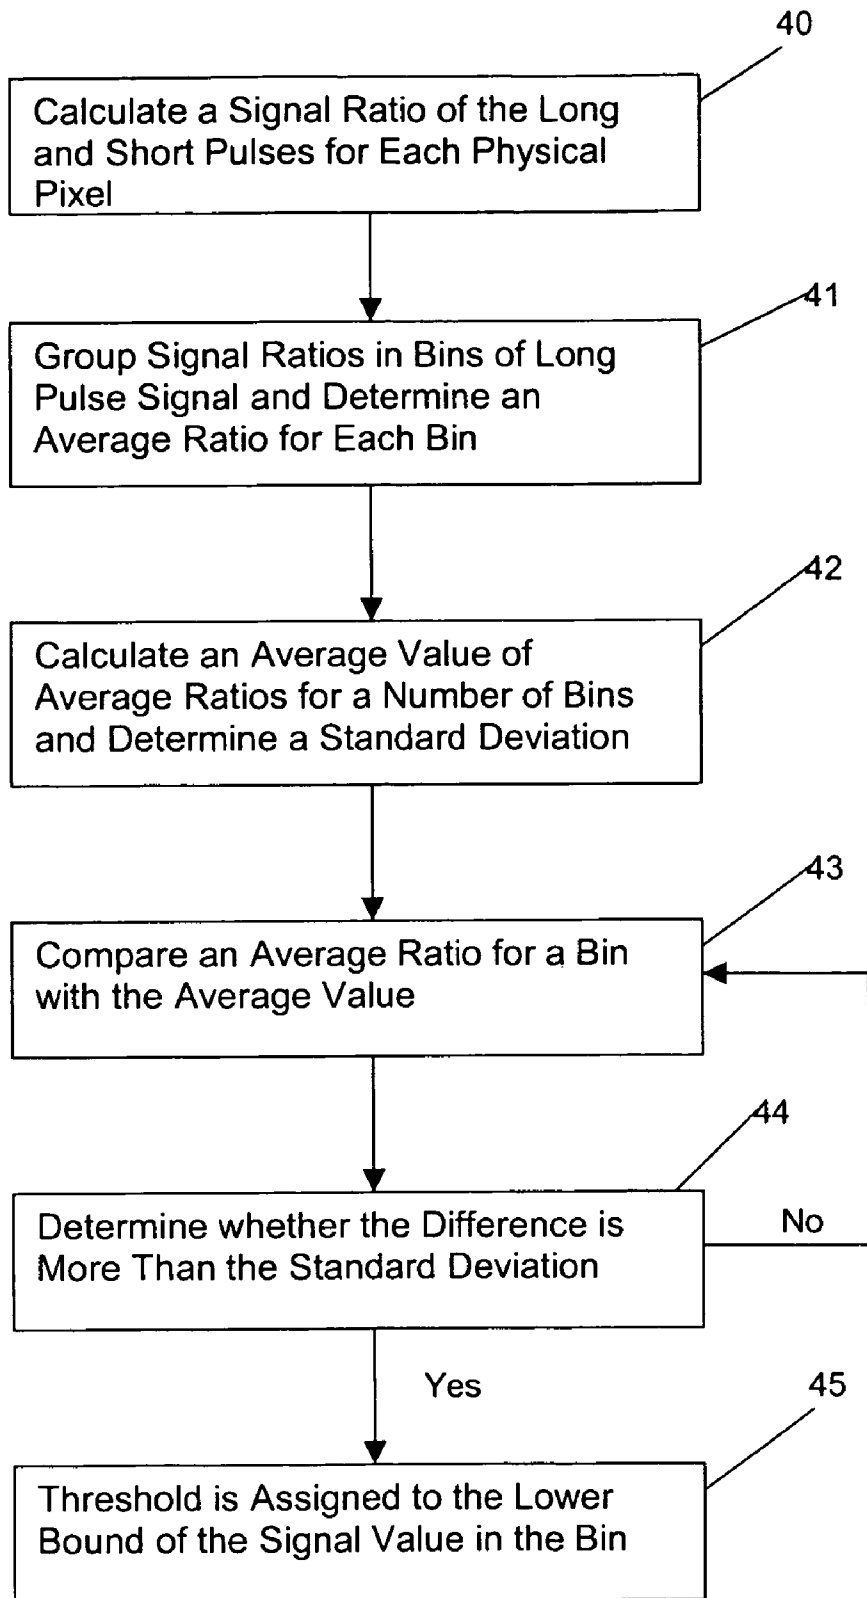 40
Calculate a Signal Ratio of the Long
and Short Pulses for Each Physical
Pixel
41
Group Signal Ratios in Bins of Long
Pulse Signal and Determine an
Average Ratio for Each Bin
42
Calculate an Average Value of
Average Ratios for a Number of Bins
and Determine a Standard Deviation
43
Compare an Average Ratio for a Bin
with the Average Value
44
Determine whether the Difference is
More Than the Standard Deviation
No
Yes
45
Threshold is Assigned to the Lower
Bound of the Signal Value in the Bin